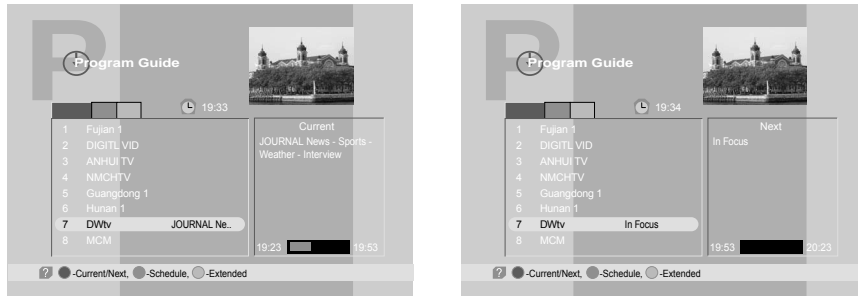 P
Program Guide
19:33
1 Fujian 1
2 DIGITL VID
3 ANHUI TV
4 NMCHTV
5 Guangdong 1
6 Hunan 1
7 DWtv JOURNAL Ne..
8 MCM
Current
JOURNAL News - Sports -
Weather - Interview
19:23 19:53
? -Current/Next, -Schedule, -Extended
P
Program Guide
19:34
1 Fujian 1
2 DIGITL VID
3 ANHUI TV
4 NMCHTV
5 Guangdong 1
6 Hunan 1
7 DWtv In Focus
8 MCM
Next
In Focus
19:53 20:23
? -Current/Next, -Schedule, -Extended